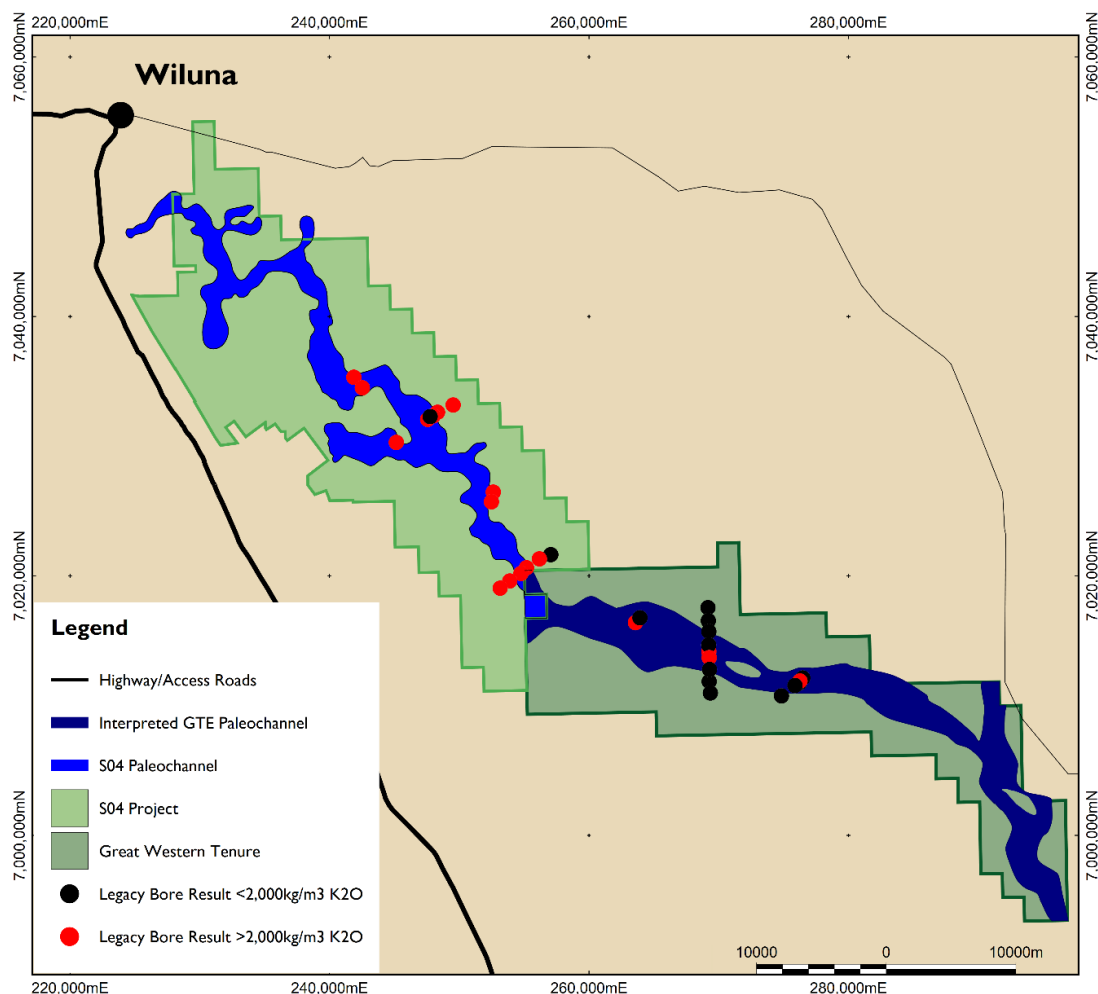 220,000mE 240,000mE 260,000mE 280,000mE
7,060,000mN
7,060,000mN
Wiluna
7,040,000mN
7,040,000mN
7,020,000mN
7,020,000mN
Legend
Highway/Access Roads
Interpreted GTE Paleochannel
S04 Paleochannel
S04 Project
Great Western Tenure
Legacy Bore Result <2,000kg/m3 K2O
Legacy Bore Result >2,000kg/m3 K2O
7,000,000mN
7,000,000mN
10000 0 10000m
220,000mE 240,000mE 260,000mE 280,000mE